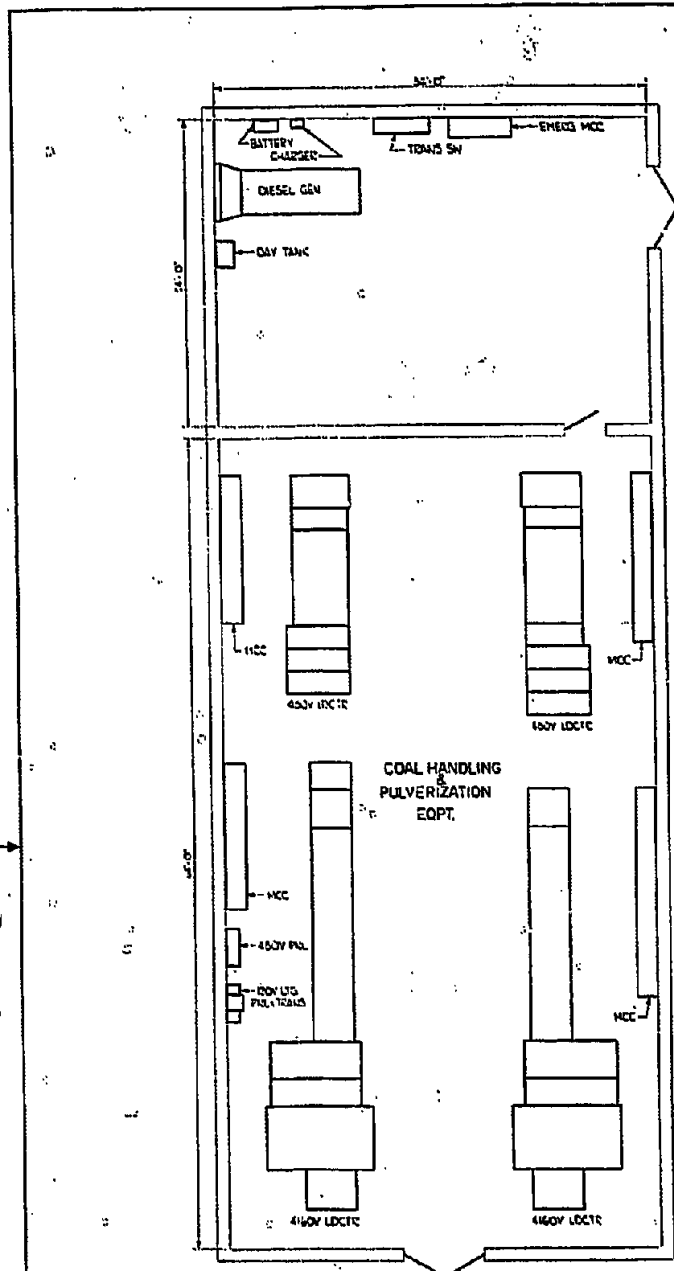 BATTERY
CHARGER
TRANS SW
EMERG MCC
DIESEL GEN
DAY TANK
MCC
MCC
450V LDCTR
450V LDCTR
COAL HANDLING
&
PULVERIZATION
EQPT.
MCC
450V PNL
120V LTG
PNL & TRANS
MCC
4160V LDCTR
4160V LDCTR